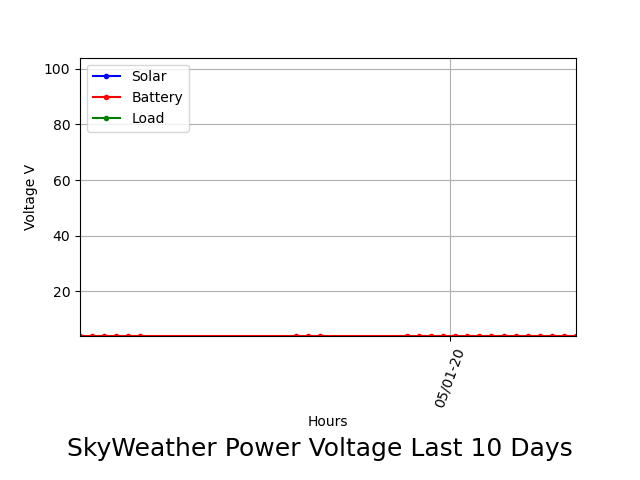 100
80
60
40
20
Voltage V
Solar
Battery
Load
05/01-20
Hours
SkyWeather Power Voltage Last 10 Days